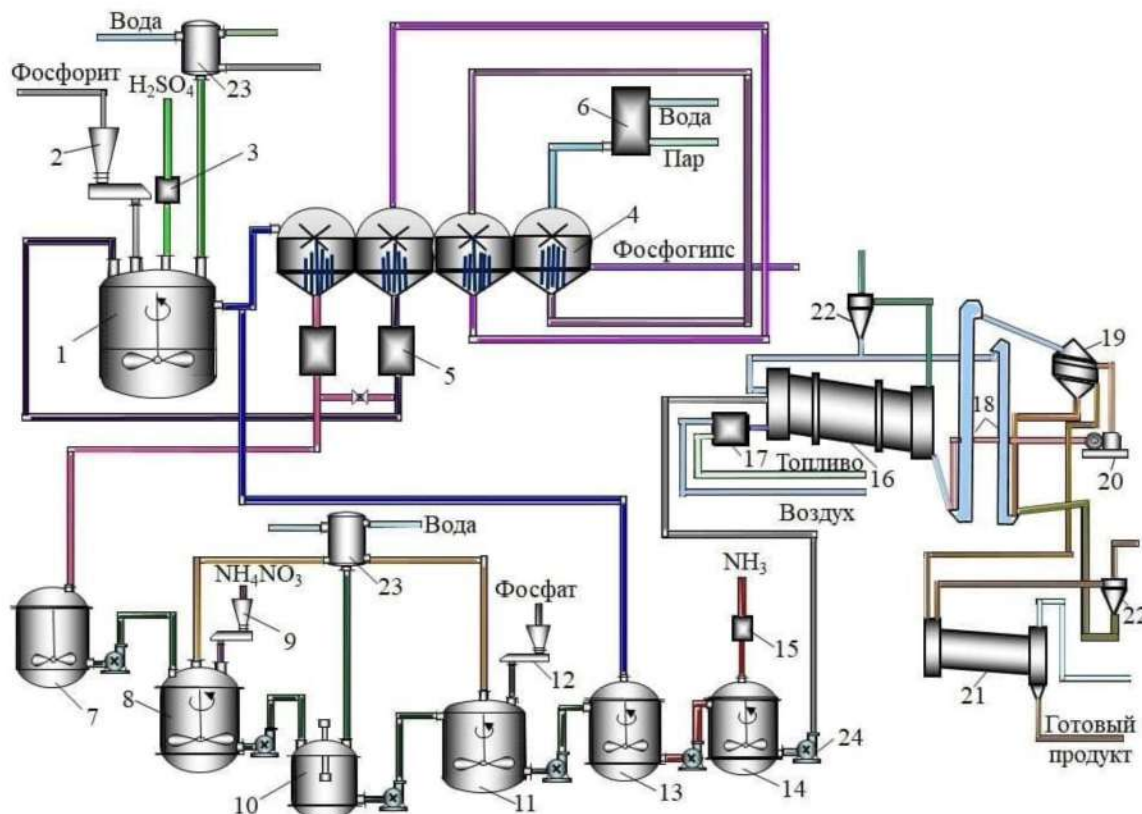 Вода
Фосфорит
23
H₂SO₄
6
Вода
2
3
Пар
4
Фосфогипс
22
19
1
5
18
17
Топливо
16
20
Воздух
Вода
NH₄NO₃
23
NH₃
Фосфат
22
9
15
12
21
7
8
24
Готовый
продукт
10
11
13
14